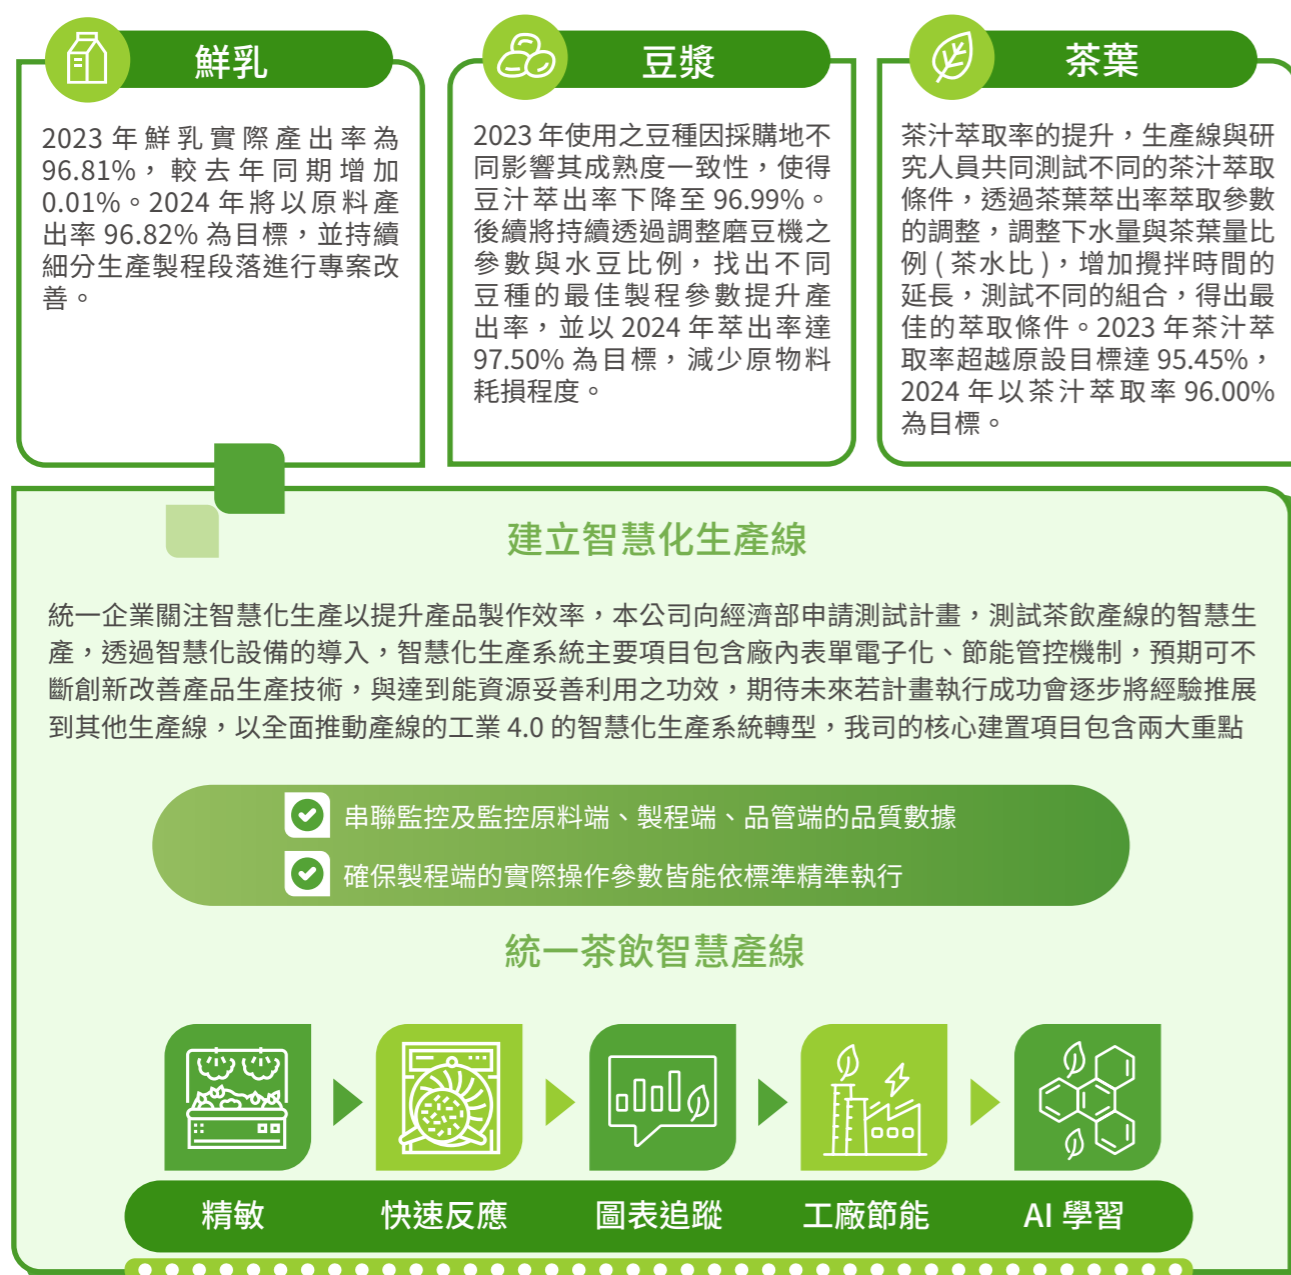 鮮乳
2023 年鮮乳實際產出率為
96.81%，較去年同期增加
0.01%。2024 年將以原料產
出率 96.82% 為目標，並持續
細分生產製程段落進行專案改
善。
豆漿
2023 年使用之豆種因採購地不
同影響其成熟度一致性，使得
豆汁萃出率下降至 96.99%。
後續將持續透過調整磨豆機之
參數與水豆比例，找出不同
豆種的最佳製程參數提升產
出率，並以 2024 年萃出率達
97.50% 為目標，減少原物料
耗損程度。
茶葉
茶汁萃取率的提升，生產線與研
究人員共同測試不同的茶汁萃取
條件，透過茶葉萃出率萃取參數
的調整，調整下水量與茶葉量比
例 ( 茶水比 )，增加攪拌時間的
延長，測試不同的組合，得出最
佳的萃取條件。2023 年茶汁萃
取率超越原設目標達 95.45%，
2024 年以茶汁萃取率 96.00%
為目標。
建立智慧化生產線
統一企業關注智慧化生產以提升產品製作效率，本公司向經濟部申請測試計畫，測試茶飲產線的智慧生
產，透過智慧化設備的導入，智慧化生產系統主要項目包含廠內表單電子化、節能管控機制，預期可不
斷創新改善產品生產技術，與達到能資源妥善利用之功效，期待未來若計畫執行成功會逐步將經驗推展
到其他生產線，以全面推動產線的工業 4.0 的智慧化生產系統轉型，我司的核心建置項目包含兩大重點
串聯監控及監控原料端、製程端、品管端的品質數據
確保製程端的實際操作參數皆能依標準精準執行
統一茶飲智慧產線
精敏
快速反應
圖表追蹤
工廠節能
AI 學習